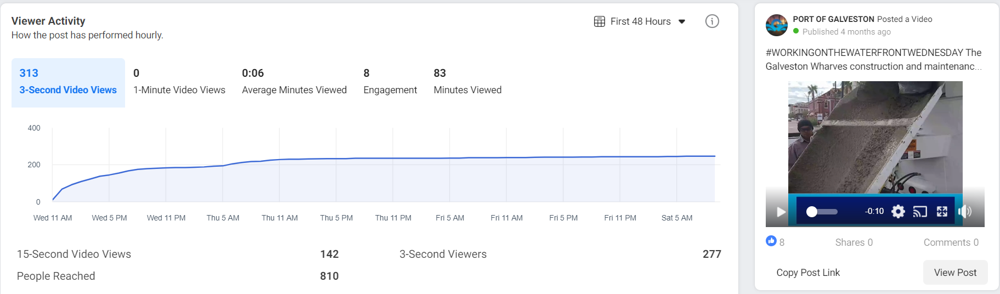 Viewer Activity
How the post has performed hourly.
First 48 Hours
313
3-Second Video Views
0
1-Minute Video Views
0:06
Average Minutes Viewed
8
Engagement
83
Minutes Viewed
400
200
0
Wed 11 AM Wed 5 PM Wed 11 PM Thu 5 AM Thu 11 AM Thu 5 PM Thu 11 PM Fri 5 AM Fri 11 AM Fri 5 PM Fri 11 PM Sat 5 AM
15-Second Video Views 142
3-Second Viewers 277
People Reached 810
PORT OF GALVESTON Posted a Video
Published 4 months ago
#WORKINGONTHEWATERFRONTWEDNESDAY The
Galveston Wharves construction and maintenanc...
-0:10
8 Shares 0 Comments 0
Copy Post Link View Post